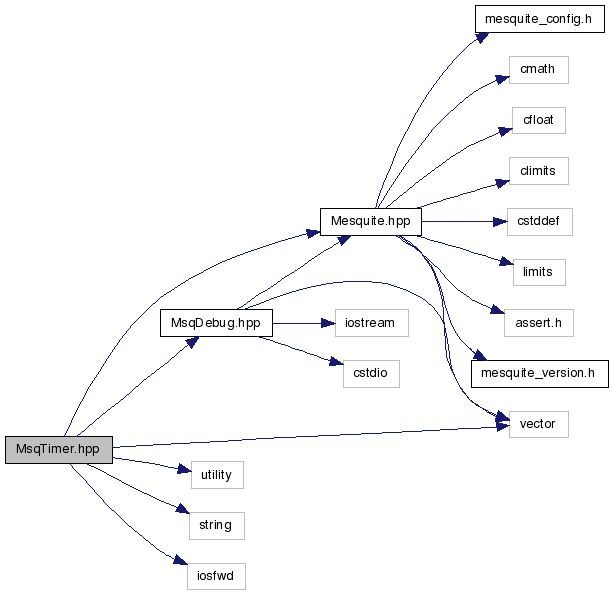 mesquite_config.h
cmath
cfloat
climits
Mesquite.hpp
cstddef
limits
MsqDebug.hpp
iostream
assert.h
cstdio
mesquite_version.h
vector
MsqTimer.hpp
utility
string
iosfwd